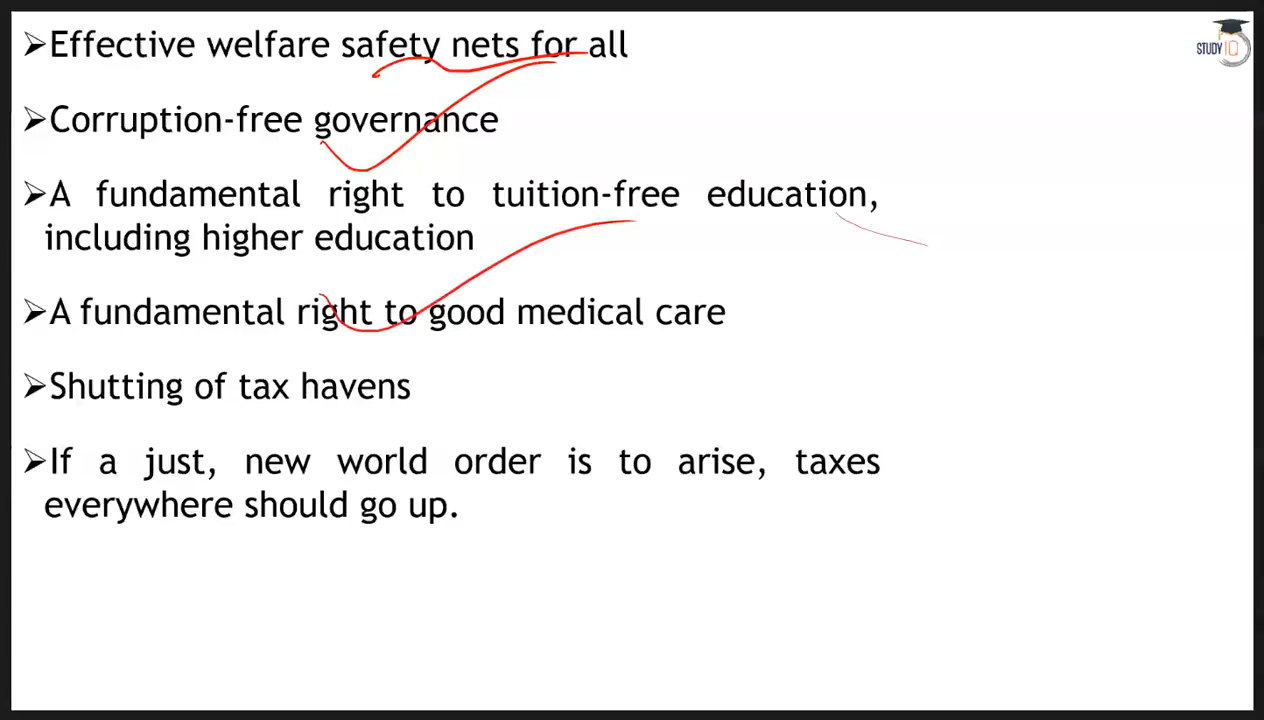 ➢Effective welfare safety nets for all
➢Corruption-free governance
➢A fundamental right to tuition-free education,
including higher education
➢A fundamental right to good medical care
➢Shutting of tax havens
➢If a just, new world order is to arise, taxes
everywhere should go up.
STUDY IQ